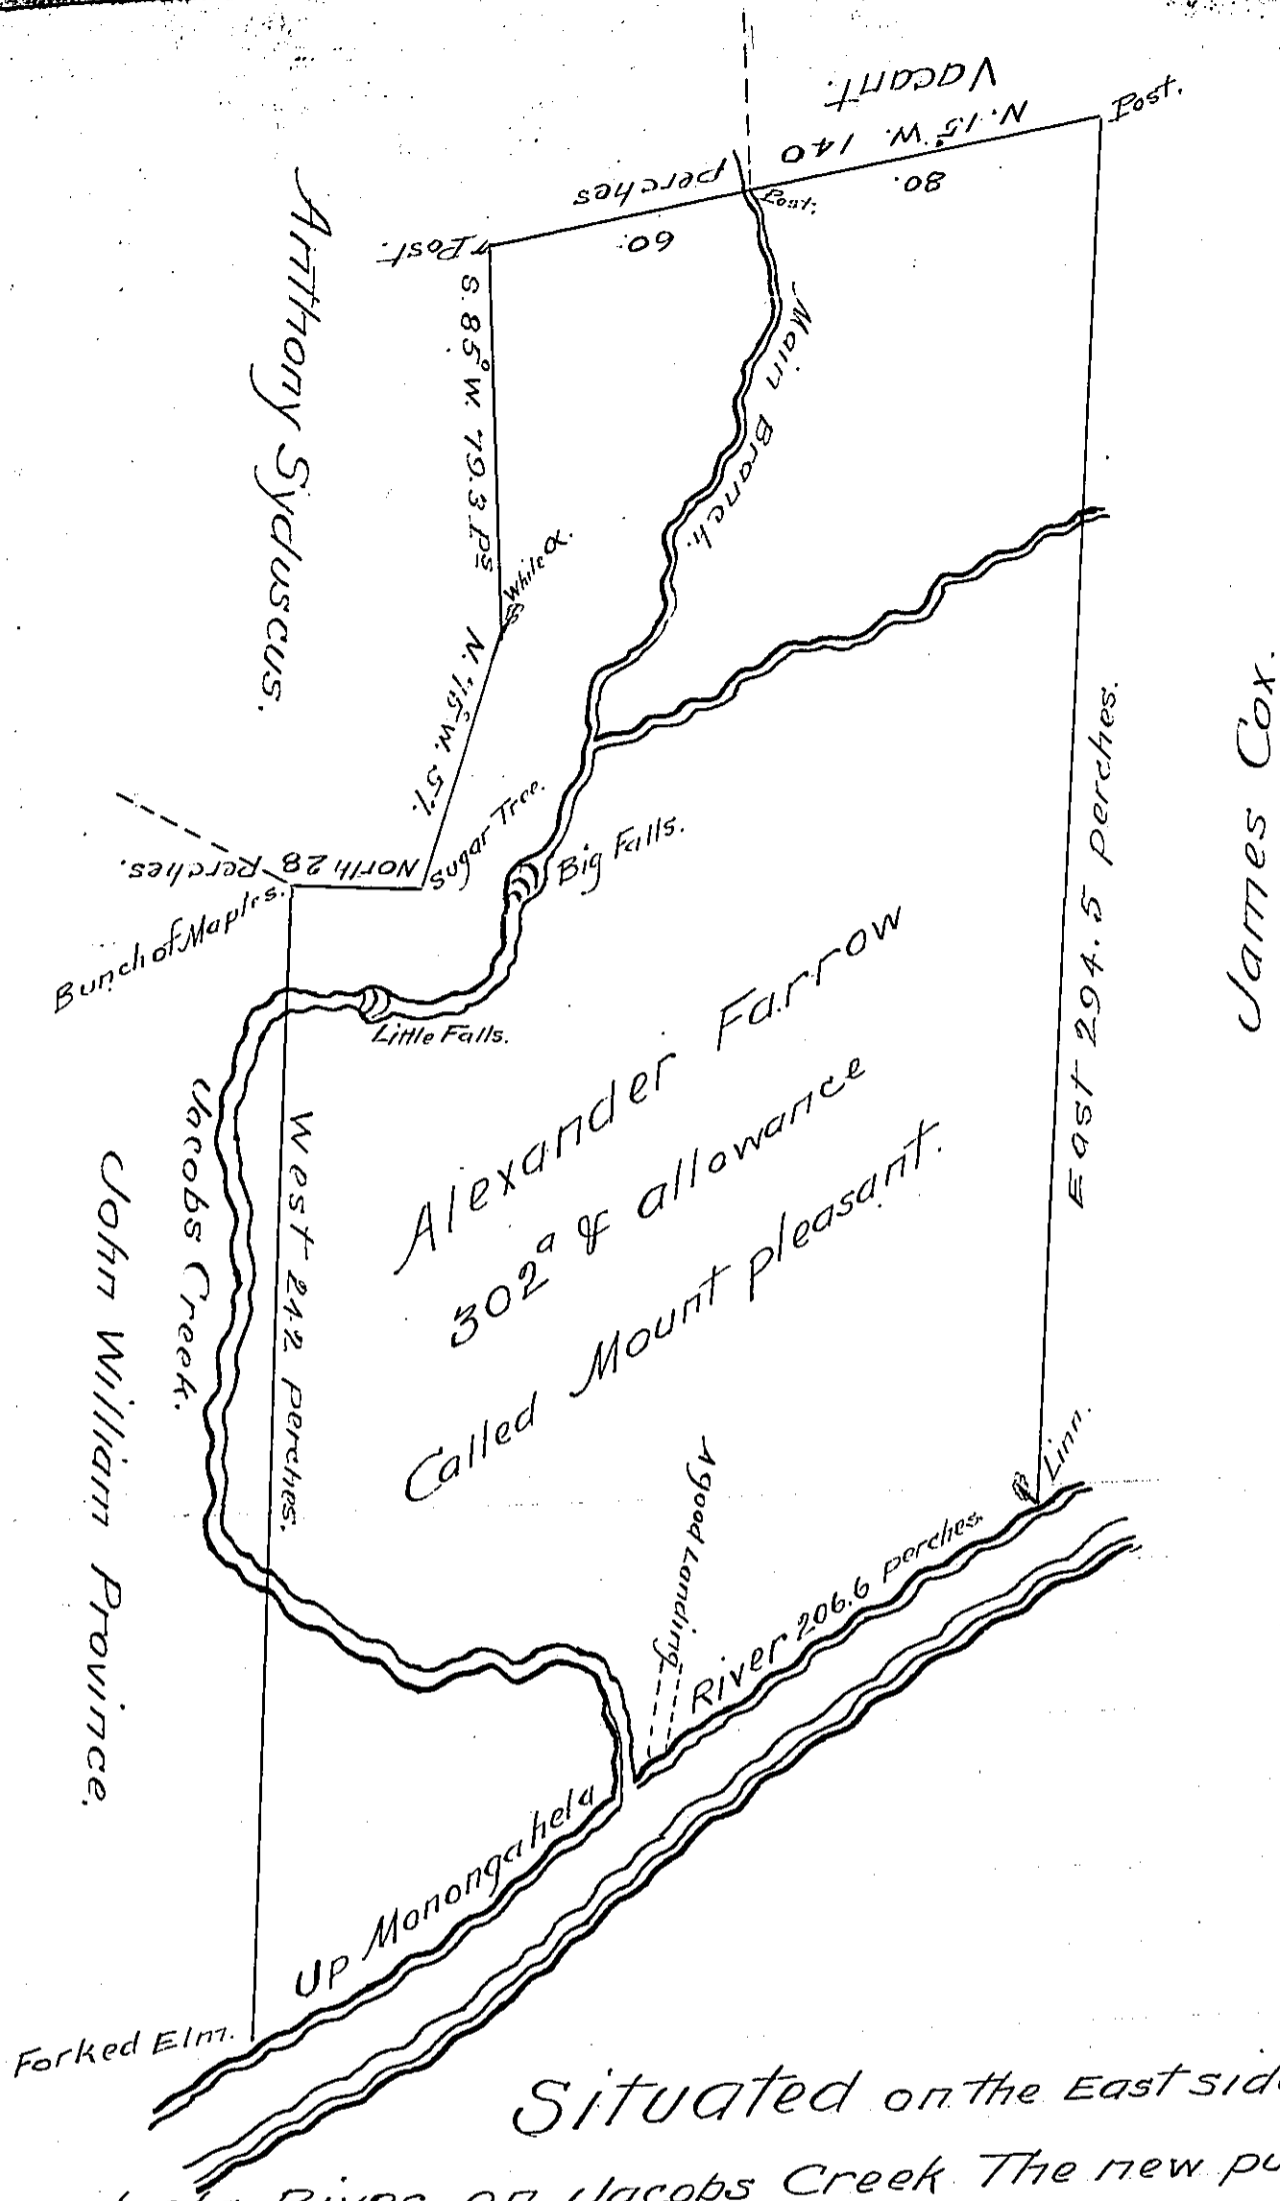 Vacant.
N. 15° W. 140
perches
80.
60.
Post.
Post.
Post.
S. 85° W. 79.3 Ps
White O.
N. 75° W. 57.
Sugar Tree.
North 28 Perches.
Bunch of Maples.
Anthony Syduscus.
Main Branch.
Big Falls.
Little Falls.
Jacobs Creek.
West 242 perches.
John William Province.
East 294.5 perches.
James Cox.
Alexander Farrow
302a & allowance
Called Mount pleasant.
A good Landing
Linn.
UP Monongahela River 206.6 perches
Forked Elm.
Situated on the East side
River on Jacobs Creek The new